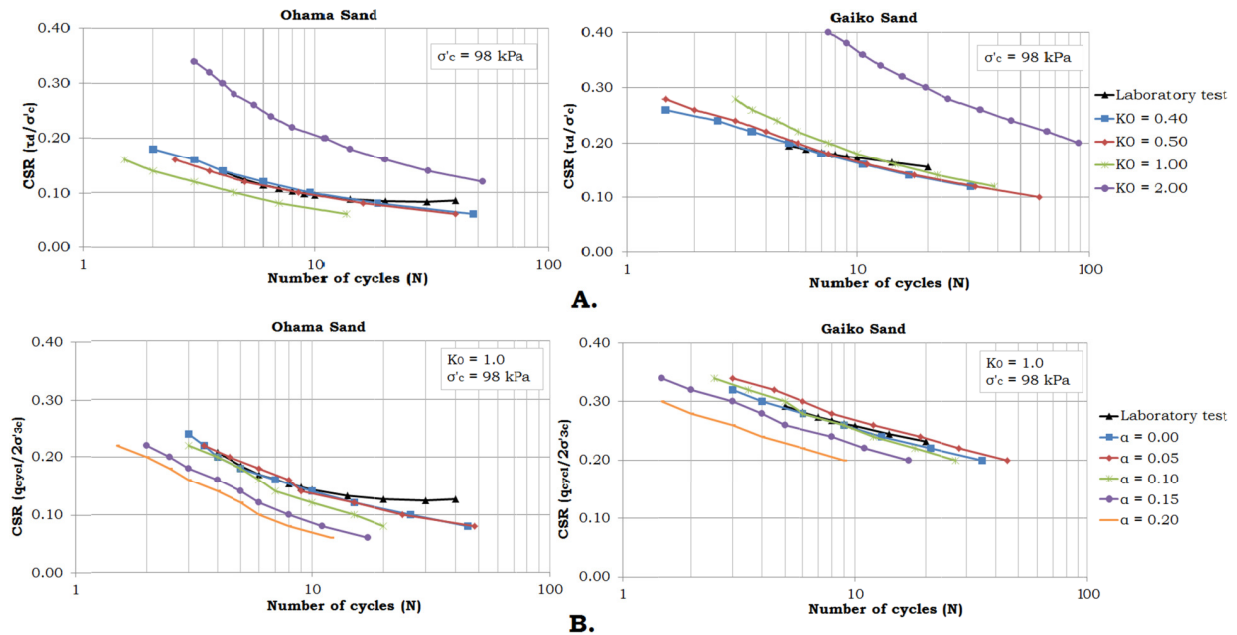 Ohama Sand
0.40
0.30
0.20
0.10
0.00
CSR (τd/σ'c)
σ'c = 98 kPa
1
10
100
Number of cycles (N)
Gaiko Sand
0.40
0.30
0.20
0.10
0.00
CSR (τd/σ'c)
σ'c = 98 kPa
1
10
100
Number of cycles (N)
Laboratory test
K0 = 0.40
K0 = 0.50
K0 = 1.00
K0 = 2.00
A.
Ohama Sand
0.40
0.30
0.20
0.10
0.00
CSR (qcycl/2σ'3c)
K0 = 1.0
σ'c = 98 kPa
1
10
100
Number of cycles (N)
Gaiko Sand
0.40
0.30
0.20
0.10
0.00
CSR (qcycl/2σ'3c)
K0 = 1.0
σ'c = 98 kPa
1
10
100
Number of cycles (N)
Laboratory test
α = 0.00
α = 0.05
α = 0.10
α = 0.15
α = 0.20
B.